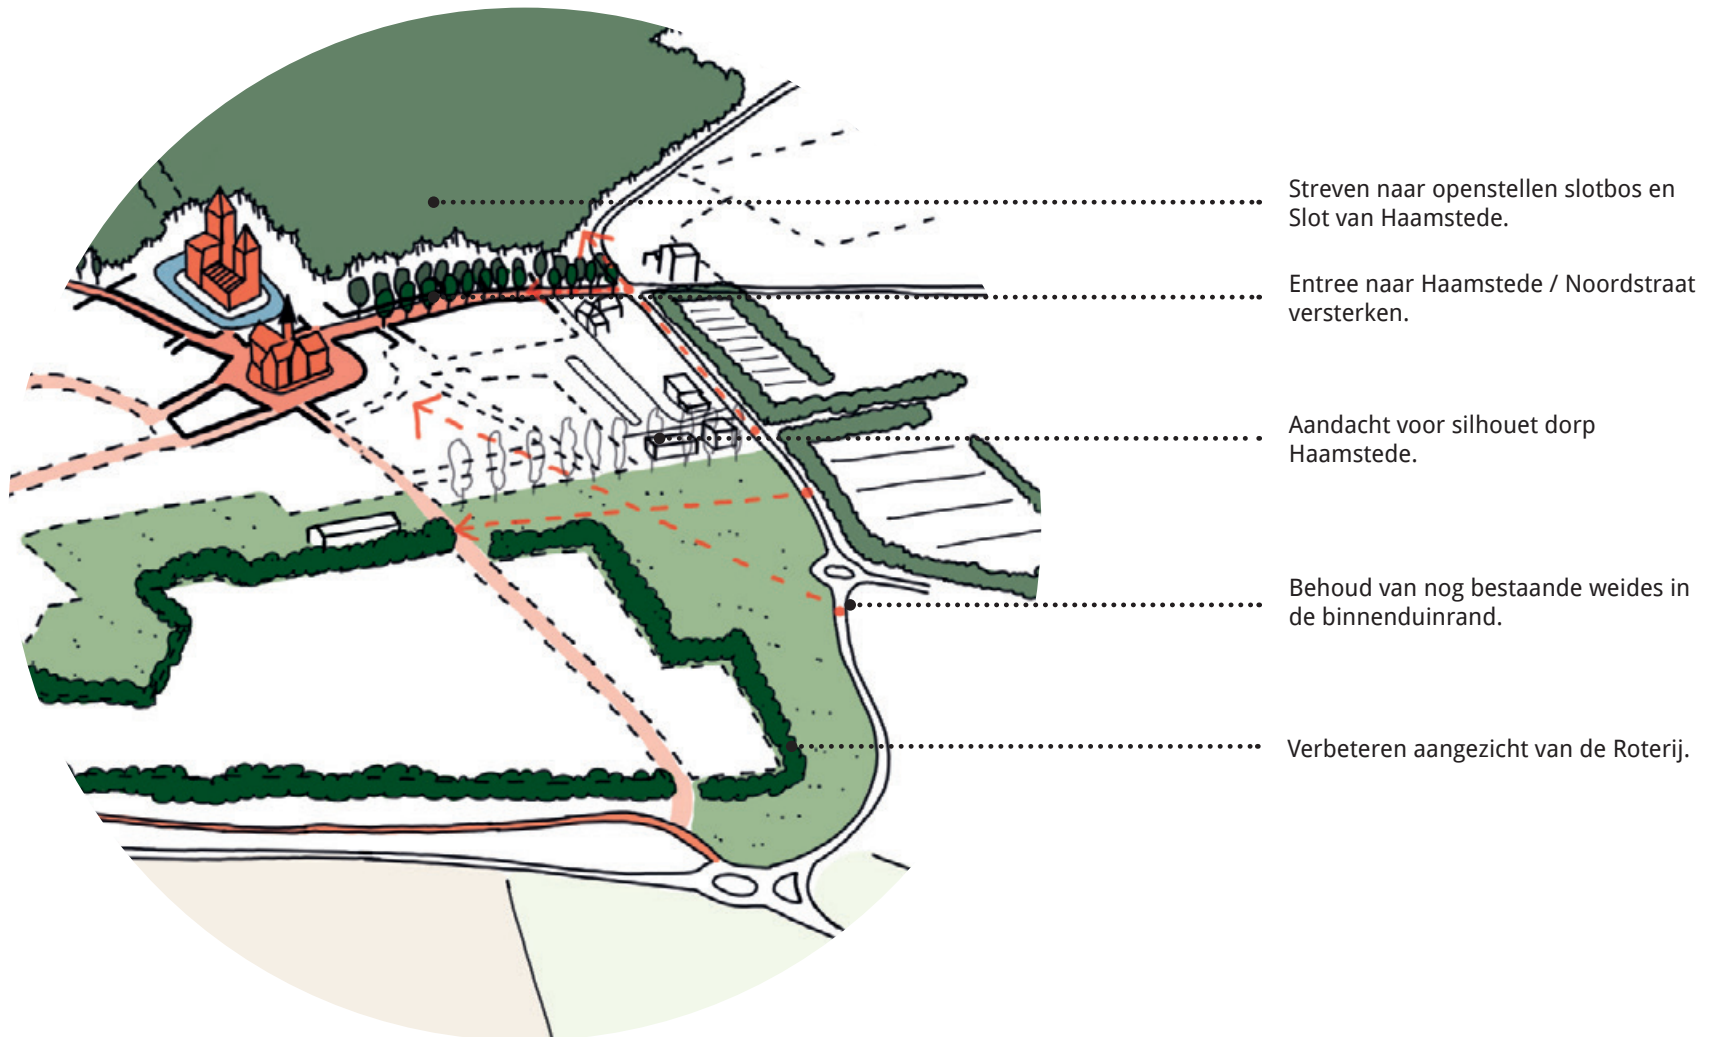 Streven naar openstellen slotbos en
Slot van Haamstede.
Entree naar Haamstede / Noordstraat
versterken.
Aandacht voor silhouet dorp
Haamstede.
Behoud van nog bestaande weides in
de binnenduinrand.
Verbeteren aangezicht van de Roterij.